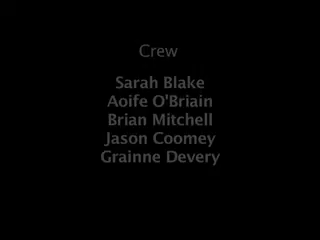 Crew
Sarah Blake
Aoife O'Briain
Brian Mitchell
Jason Coomey
Grainne Devery